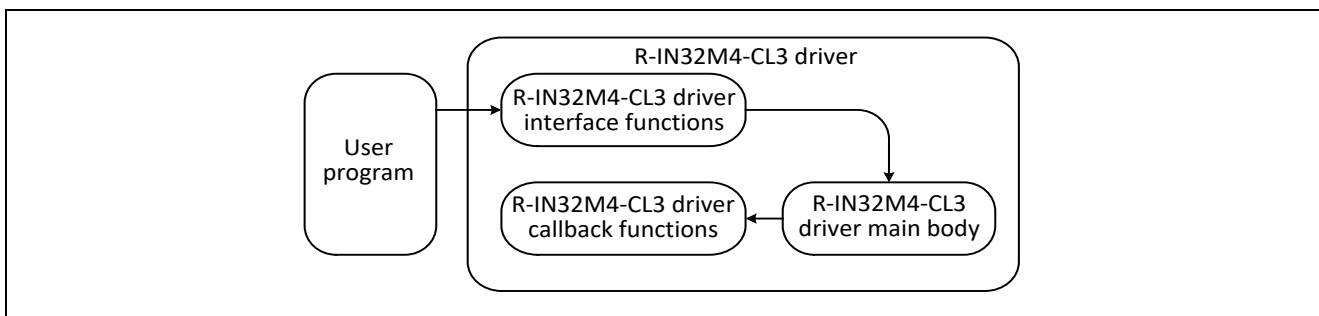 R-IN32M4-CL3 driver
R-IN32M4-CL3 driver
interface functions
User
program
R-IN32M4-CL3 driver
callback functions
R-IN32M4-CL3
driver main body